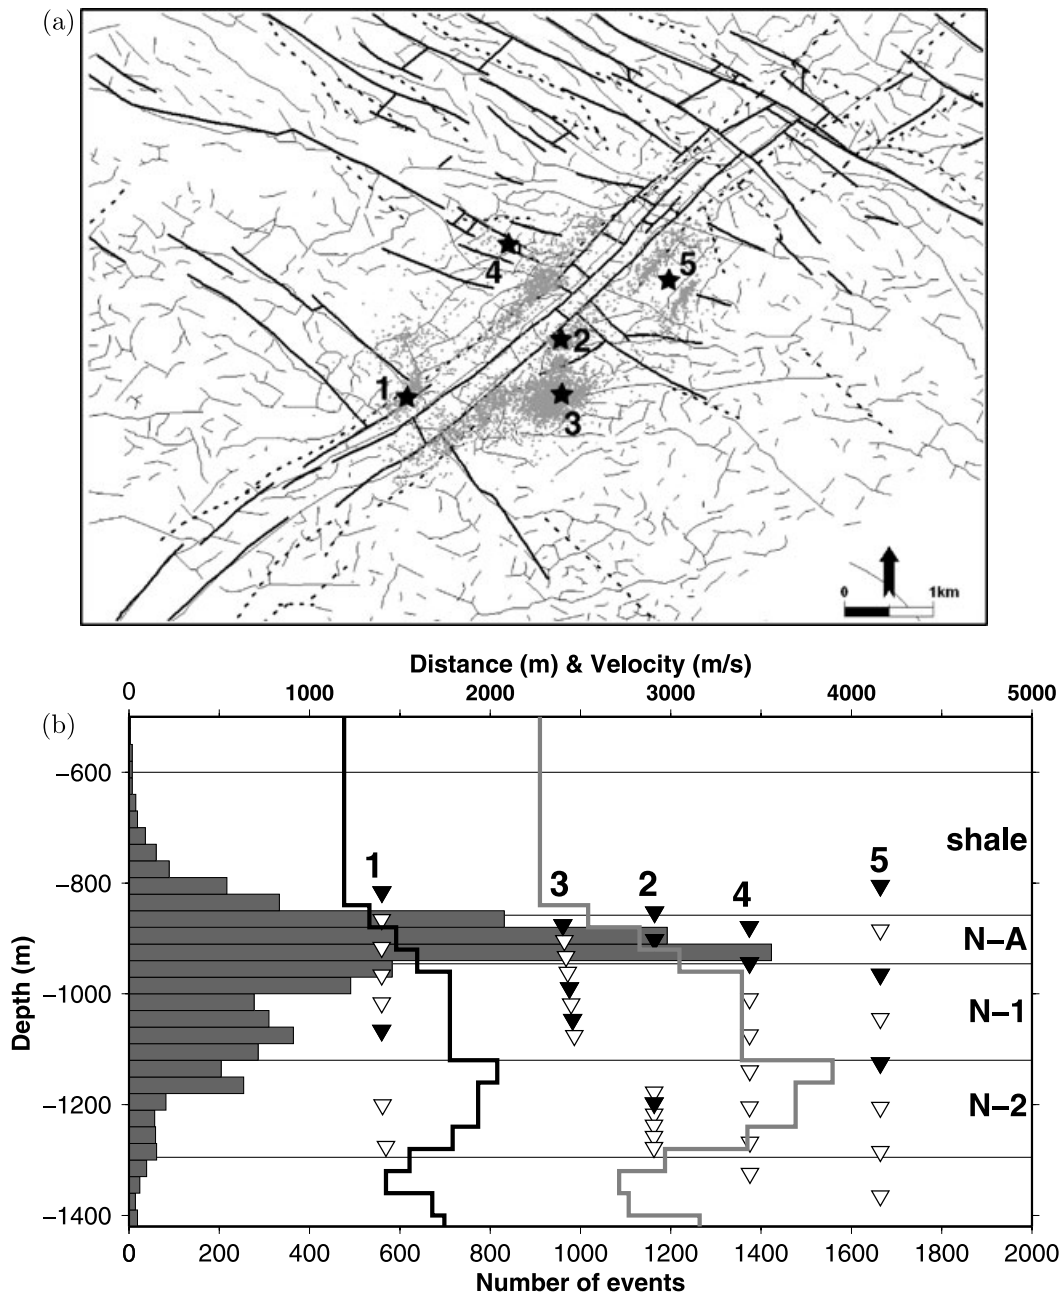 (a)
4
5
2
1
3
0 1km
Distance (m) & Velocity (m/s)
0 1000 2000 3000 4000 5000
(b)
−600
shale
5
1
−800
3 2 4
N−A
−1000
N−1
Depth (m)
−1200
N−2
−1400
0 200 400 600 800 1000 1200 1400 1600 1800 2000
Number of events